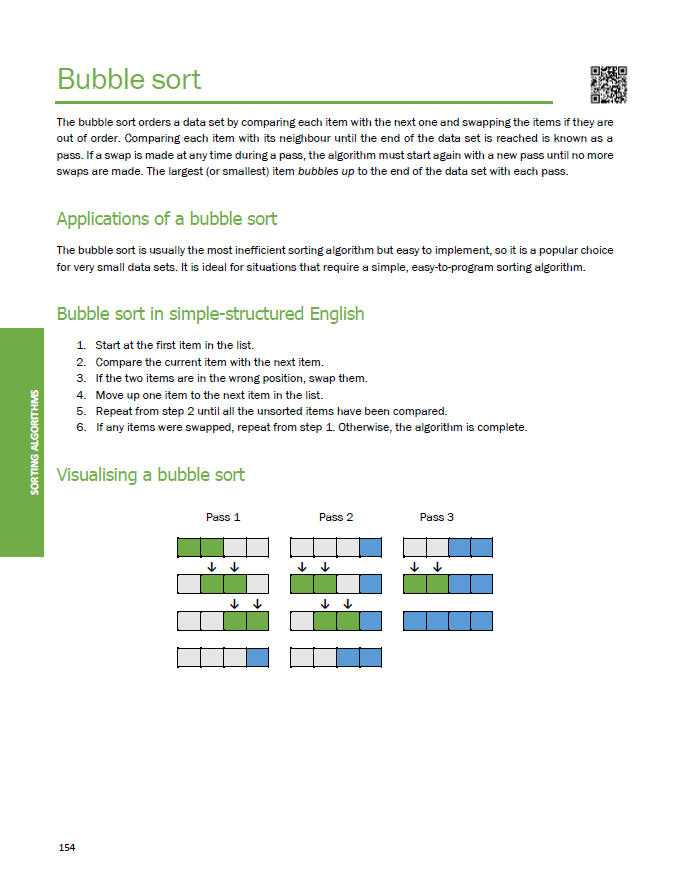 Bubble sort
The bubble sort orders a data set by comparing each item with the next one and swapping the items if they are
out of order. Comparing each item with its neighbour until the end of the data set is reached is known as a
pass. If a swap is made at any time during a pass, the algorithm must start again with a new pass until no more
swaps are made. The largest (or smallest) item bubbles up to the end of the data set with each pass.
Applications of a bubble sort
The bubble sort is usually the most inefficient sorting algorithm but easy to implement, so it is a popular choice
for very small data sets. It is ideal for situations that require a simple, easy-to-program sorting algorithm.
Bubble sort in simple-structured English
1. Start at the first item in the list.
2. Compare the current item with the next item.
3. If the two items are in the wrong position, swap them.
4. Move up one item to the next item in the list.
5. Repeat from step 2 until all the unsorted items have been compared.
6. If any items were swapped, repeat from step 1. Otherwise, the algorithm is complete.
SORTING ALGORITHMS
Visualising a bubble sort
Pass 1 Pass 2 Pass 3
154